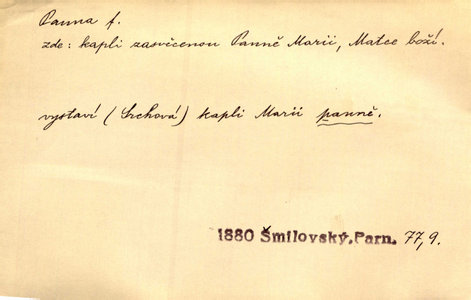 Panna f.
zde: kapli zasvěcenou Panně Marii, Matce boží.
vystaví (Srchová) kapli Marii panně.
1880 Šmilovský, Parn. 77,9.